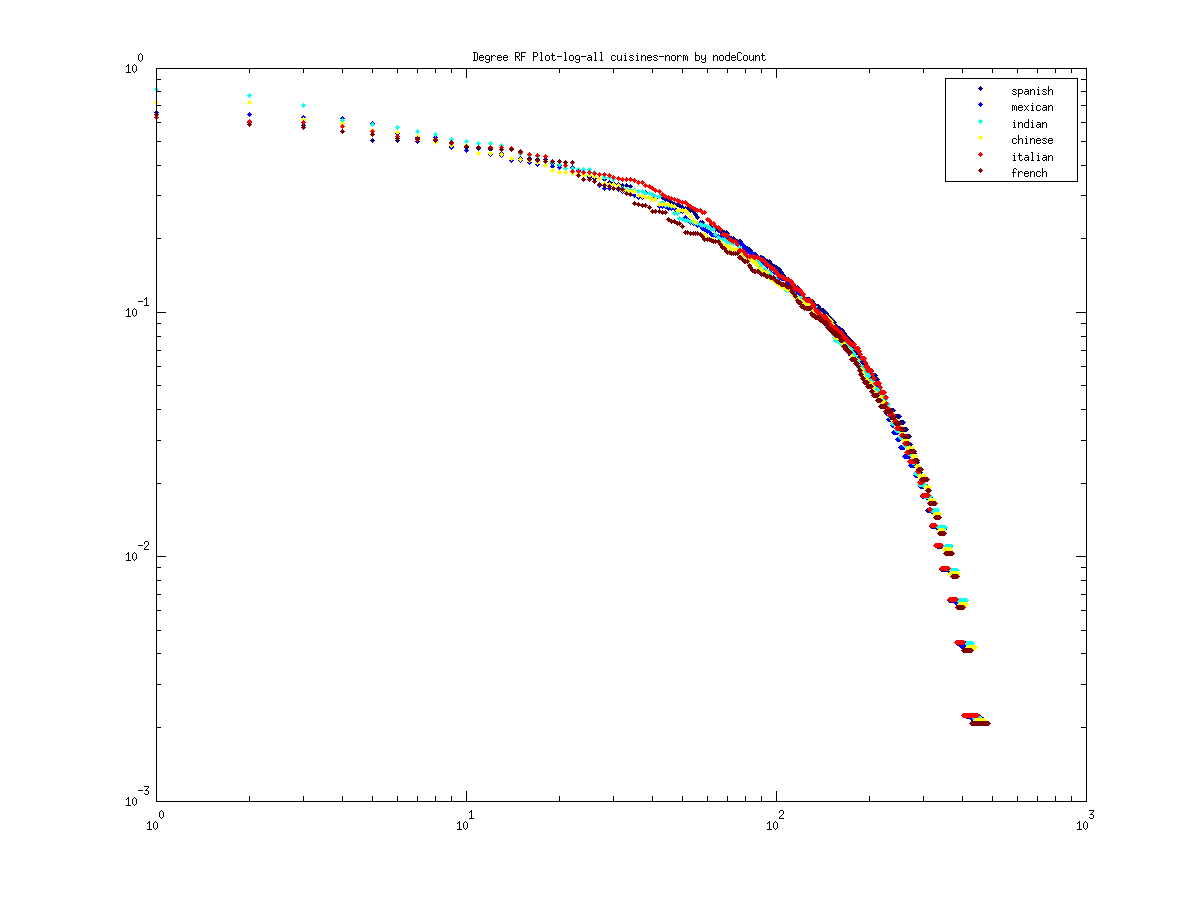 Degree RF Plot-log-all cuisines-norm by nodeCount
10^0
spanish
mexican
indian
chinese
italian
french
10^-1
10^-2
10^-3
10^0 10^1 10^2 10^3